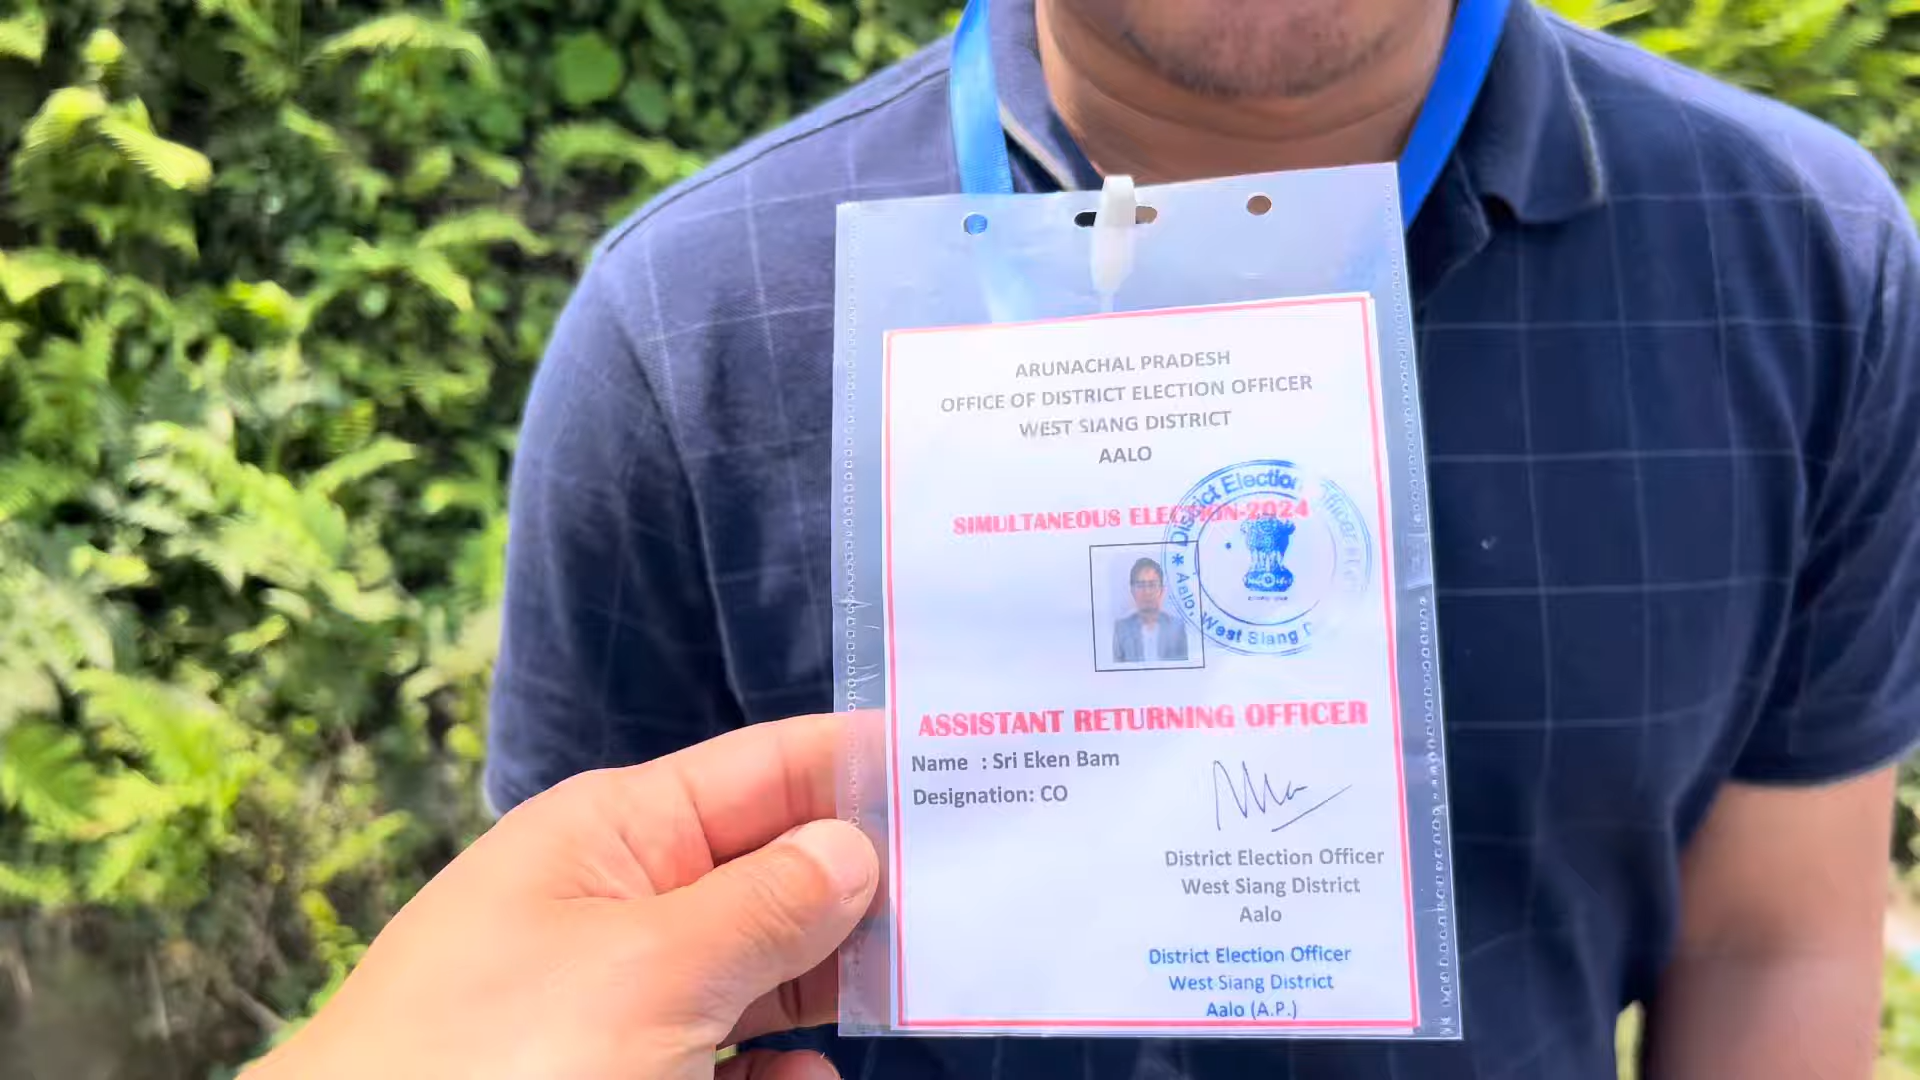 ARUNACHAL PRADESH
OFFICE OF DISTRICT ELECTION OFFICER
WEST SIANG DISTRICT
AALO
SIMULTANEOUS ELECTION-2024
District Election Officer
* Aalo, West Siang
ASSISTANT RETURNING OFFICER
Name : Sri Eken Bam
Designation: CO
District Election Officer
West Siang District
Aalo
District Election Officer
West Siang District
Aalo (A.P.)